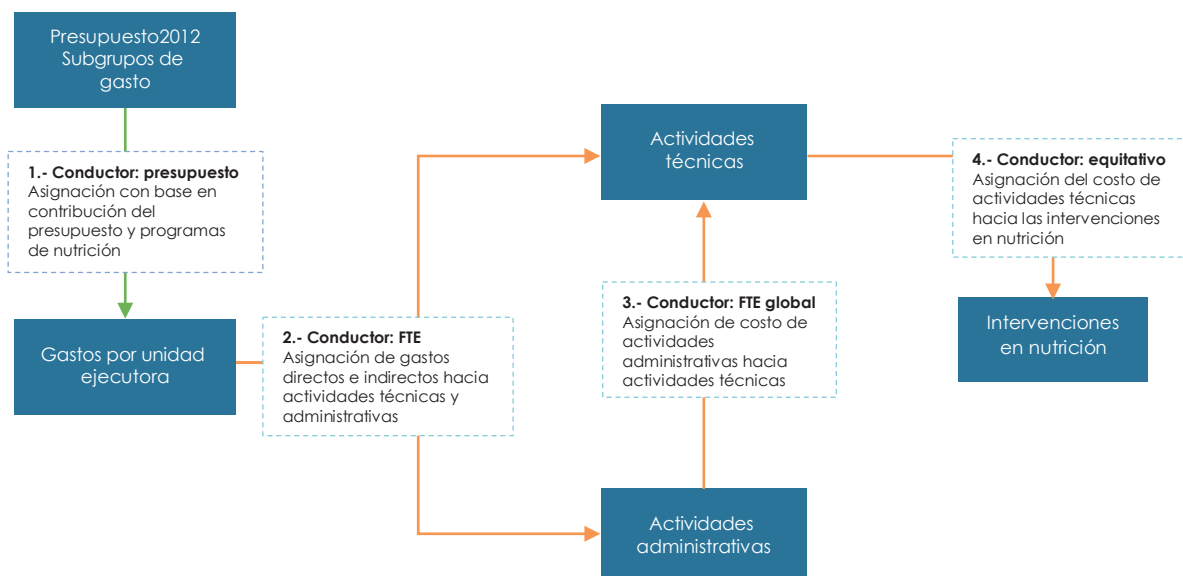 Presupuesto2012
Subgrupos de
gasto
1.- Conductor: presupuesto
Asignación con base en
contribución del
presupuesto y programas
de nutrición
Gastos por unidad
ejecutora
2.- Conductor: FTE
Asignación de gastos
directos e indirectos hacia
actividades técnicas y
administrativas
Actividades
técnicas
3.- Conductor: FTE global
Asignación de costo de
actividades
administrativas hacia
actividades técnicas
Actividades
administrativas
4.- Conductor: equitativo
Asignación del costo de
actividades técnicas
hacia las intervenciones
en nutrición
Intervenciones
en nutrición